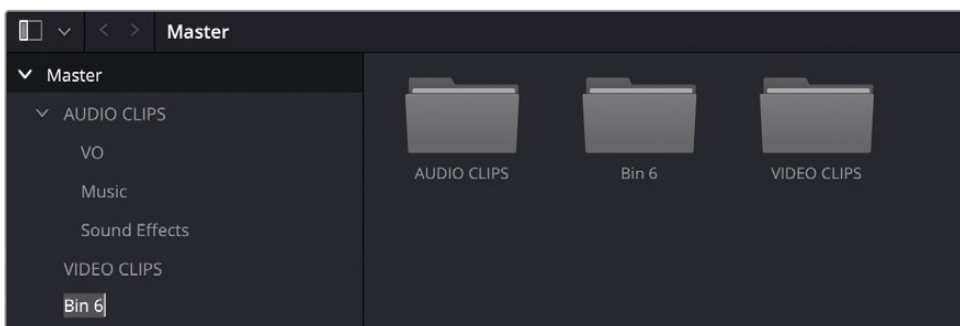 Master
Master
AUDIO CLIPS
VO
Music
Sound Effects
VIDEO CLIPS
Bin 6
AUDIO CLIPS
Bin 6
VIDEO CLIPS